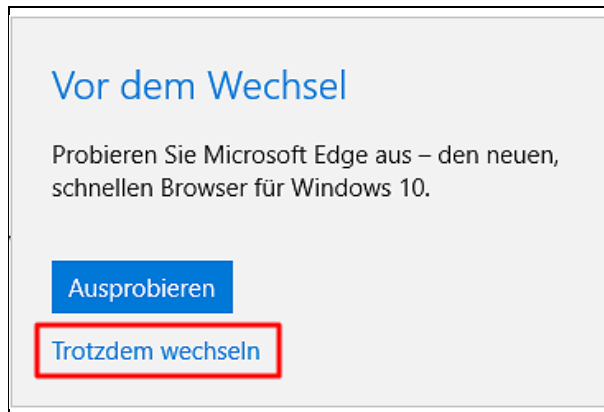 Vor dem Wechsel
Probieren Sie Microsoft Edge aus – den neuen,
schnellen Browser für Windows 10.
Ausprobieren
Trotzdem wechseln